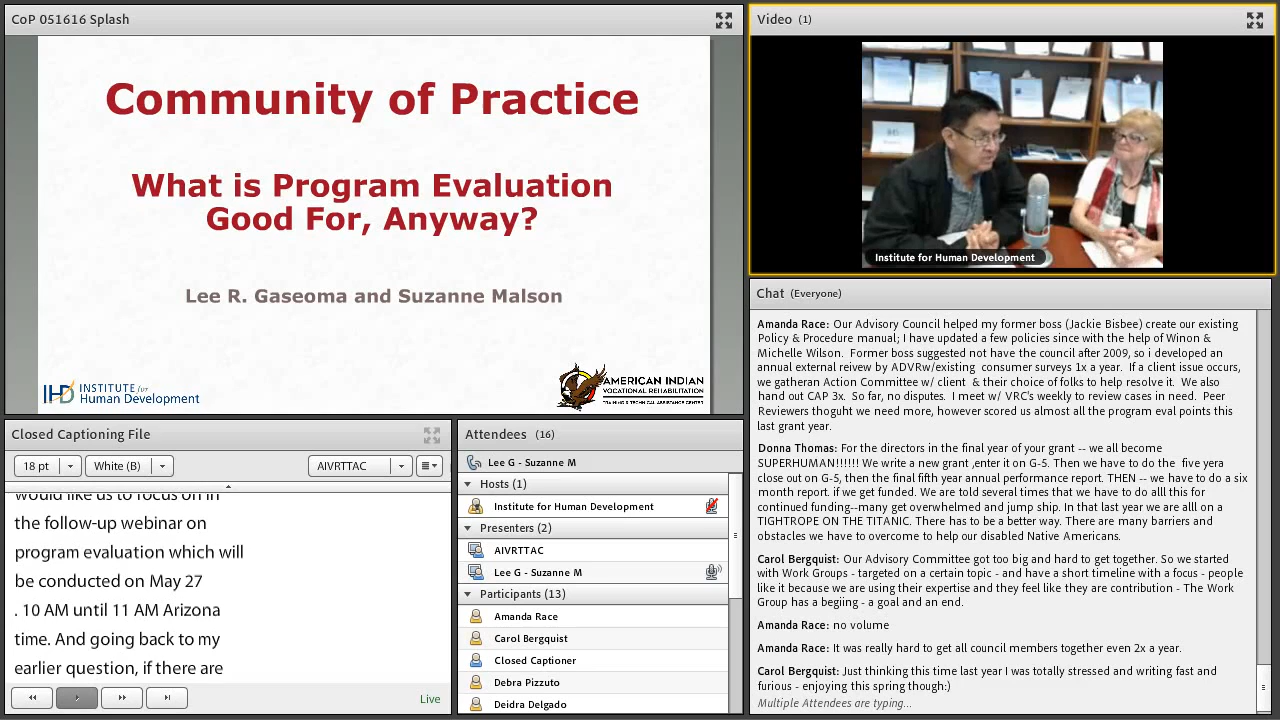 CoP 051616 Splash
Community of Practice
What is Program Evaluation
Good For, Anyway?
Lee R. Gaseoma and Suzanne Malson
IHD INSTITUTE for
Human Development
AMERICAN INDIAN
VOCATIONAL REHABILITATION
TRAINING & TECHNICAL ASSISTANCE CENTER
Video (1)
Institute for Human Development
Chat (Everyone)
Amanda Race: Our Advisory Council helped my former boss (Jackie Bisbee) create our existing
Policy & Procedure manual; I have updated a few policies since with the help of Winon &
Michelle Wilson. Former boss suggested not have the council after 2009, so i developed an
annual external reivew by ADVRw/existing consumer surveys 1x a year. If a client issue occurs,
we gatheran Action Committee w/ client & their choice of folks to help resolve it. We also
hand out CAP 3x. So far, no disputes. I meet w/ VRC's weekly to review cases in need. Peer
Reviewers thoguht we need more, however scored us almost all the program eval points this
last grant year.
Donna Thomas: For the directors in the final year of your grant -- we all become
SUPERHUMAN!!!!!! We write a new grant ,enter it on G-5. Then we have to do the five yera
close out on G-5, then the final fifth year annual performance report. THEN -- we have to do a six
month report. if we get funded. We are told several times that we have to do alll this for
continued funding--many get overwhelmed and jump ship. In that last year we are alll on a
TIGHTROPE ON THE TITANIC. There has to be a better way. There are many barriers and
obstacles we have to overcome to help our disabled Native Americans.
Carol Bergquist: Our Advisory Committee got too big and hard to get together. So we started
with Work Groups - targeted on a certain topic - and have a short timeline with a focus - people
like it because we are using their expertise and they feel like they are contribution - The Work
Group has a begiing - a goal and an end.
Amanda Race: no volume
Amanda Race: It was really hard to get all council members together even 2x a year.
Carol Bergquist: Just thinking this time last year I was totally stressed and writing fast and
furious - enjoying this spring though:)
Multiple Attendees are typing...
Closed Captioning File
18 pt
White (B)
AIVRTTAC
would like us to focus on in
the follow-up webinar on
program evaluation which will
be conducted on May 27
. 10 AM until 11 AM Arizona
time. And going back to my
earlier question, if there are
Live
Attendees (16)
Lee G - Suzanne M
Hosts (1)
Institute for Human Development
Presenters (2)
AIVRTTAC
Lee G - Suzanne M
Participants (13)
Amanda Race
Carol Bergquist
Closed Captioner
Debra Pizzuto
Deidra Delgado